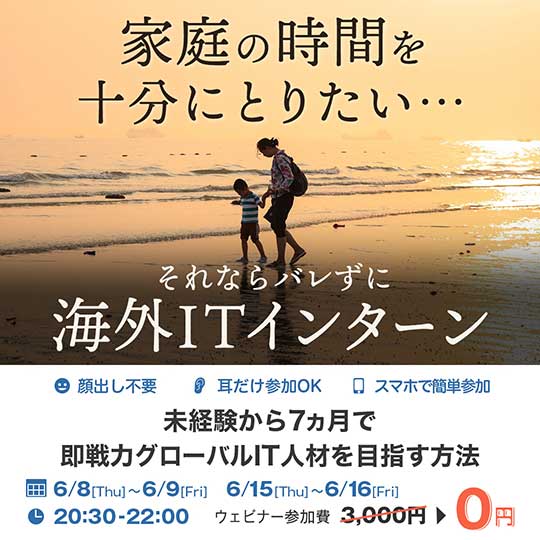 家庭の時間を
十分にとりたい…
それならバレずに
海外ITインターン
顔出し不要 耳だけ参加OK スマホで簡単参加
未経験から7ヵ月で
即戦力グローバルIT人材を目指す方法
6/8[Thu]～6/9[Fri] 6/15[Thu]～6/16[Fri]
20:30-22:00 ウェビナー参加費 3,000円 ▶ 0円